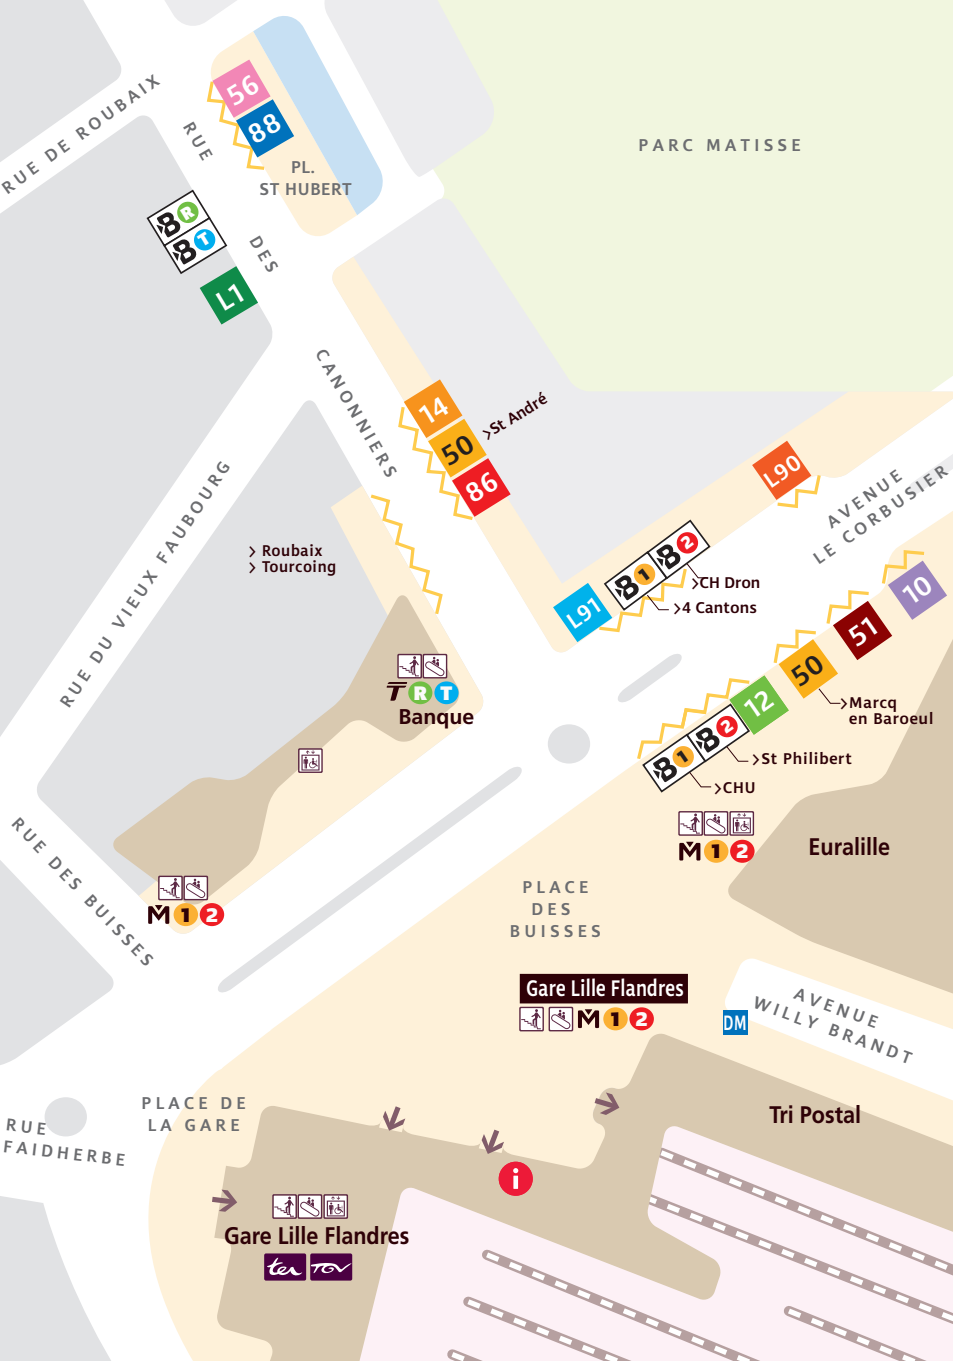 RUE DE ROUBAIX
56
88
RUE
DES
CANONNIERS
PL.
ST HUBERT
PARC MATISSE
B R
B T
L1
14
50
86
>St André
L90
AVENUE
LE CORBUSIER
RUE DU VIEUX FAUBOURG
> Roubaix
> Tourcoing
L91
B 1
B 2
>CH Dron
>4 Cantons
10
51
50
12
B 1
B 2
>Marcq
en Baroeul
>St Philibert
>CHU
T R T
Banque
M 1 2
Euralille
RUE DES BUISSES
M 1 2
PLACE
DES
BUISSES
Gare Lille Flandres
M 1 2
DM
AVENUE
WILLY BRANDT
PLACE DE
LA GARE
RUE
FAIDHERBE
Tri Postal
i
Gare Lille Flandres
ter
TGV